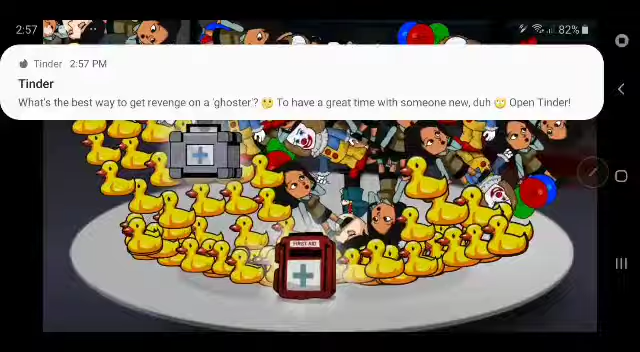 2:57
82%
Tinder 2:57 PM
Tinder
What's the best way to get revenge on a 'ghoster'? 🤔 To have a great time with someone new, duh 🙄 Open Tinder!
FIRST AID